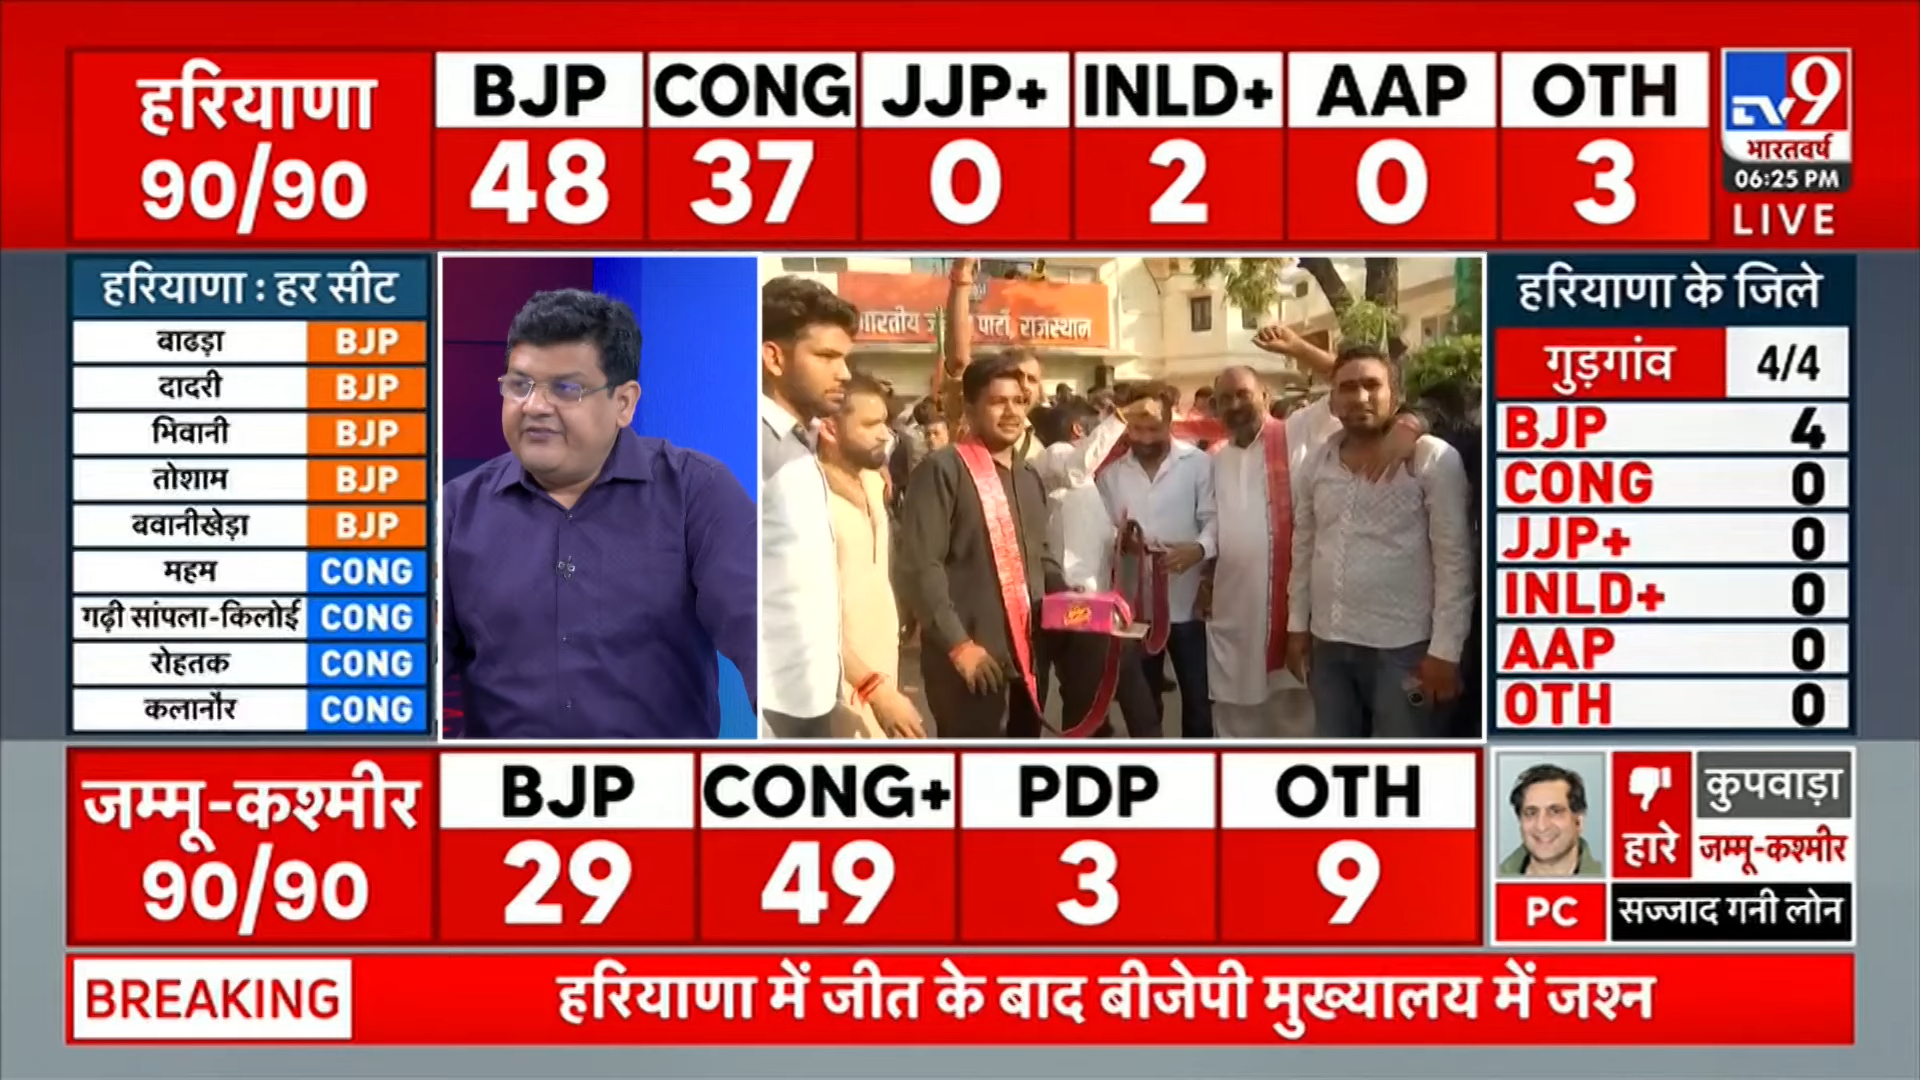 हरियाणा
90/90
BJP CONG JJP+ INLD+ AAP OTH
48 37 0 2 0 3
TV9
भारतवर्ष
06:25 PM
LIVE
हरियाणा : हर सीट
बाढड़ा BJP
दादरी BJP
भिवानी BJP
तोशाम BJP
बवानीखेड़ा BJP
महम CONG
गढ़ी सांपला-किलोई CONG
रोहतक CONG
कलानौर CONG
पार्टी, राजस्थान
हरियाणा के जिले
गुड़गांव 4/4
BJP 4
CONG 0
JJP+ 0
INLD+ 0
AAP 0
OTH 0
जम्मू-कश्मीर
90/90
BJP CONG+ PDP OTH
29 49 3 9
हारे
कुपवाड़ा
जम्मू-कश्मीर
PC सज्जाद गनी लोन
BREAKING हरियाणा में जीत के बाद बीजेपी मुख्यालय में जश्न